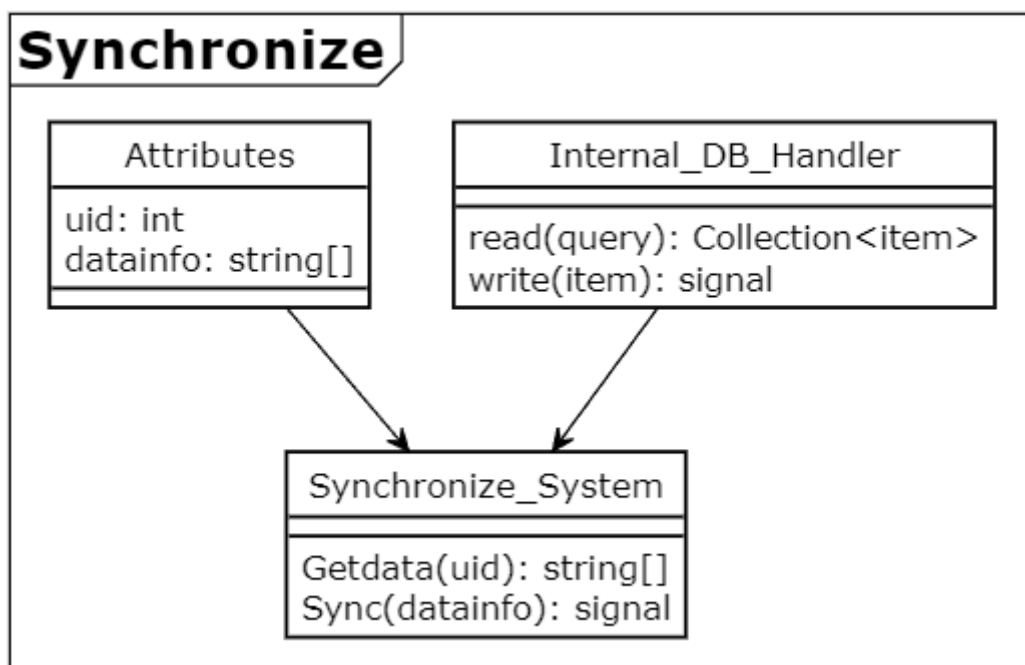 Synchronize
Attributes
uid: int
datainfo: string[]
Internal_DB_Handler
read(query): Collection<item>
write(item): signal
Synchronize_System
Getdata(uid): string[]
Sync(datainfo): signal